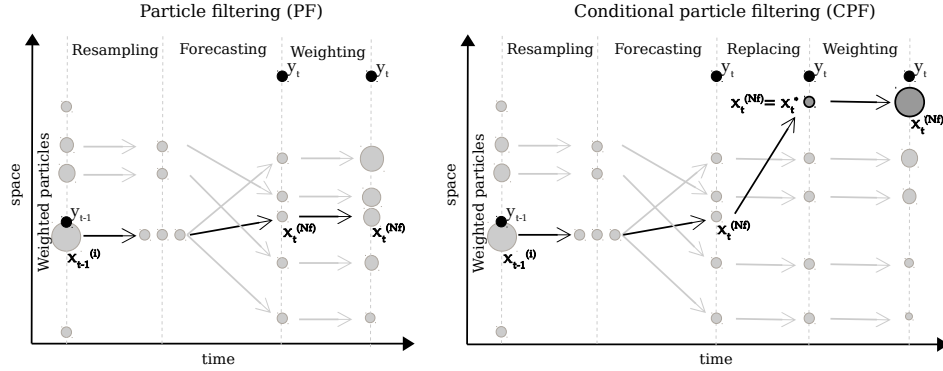 Particle filtering (PF)
Resampling
Forecasting
Weighting
y t
y t
space
Weighted particles
y t-1
x t-1 (i)
x t (Nf)
x t (Nf)
time
Conditional particle filtering (CPF)
Resampling
Forecasting
Replacing
Weighting
y t
y t
y t
x t (Nf) = x t *
x t (Nf)
space
Weighted particles
y t-1
x t-1 (i)
x t (Nf)
time